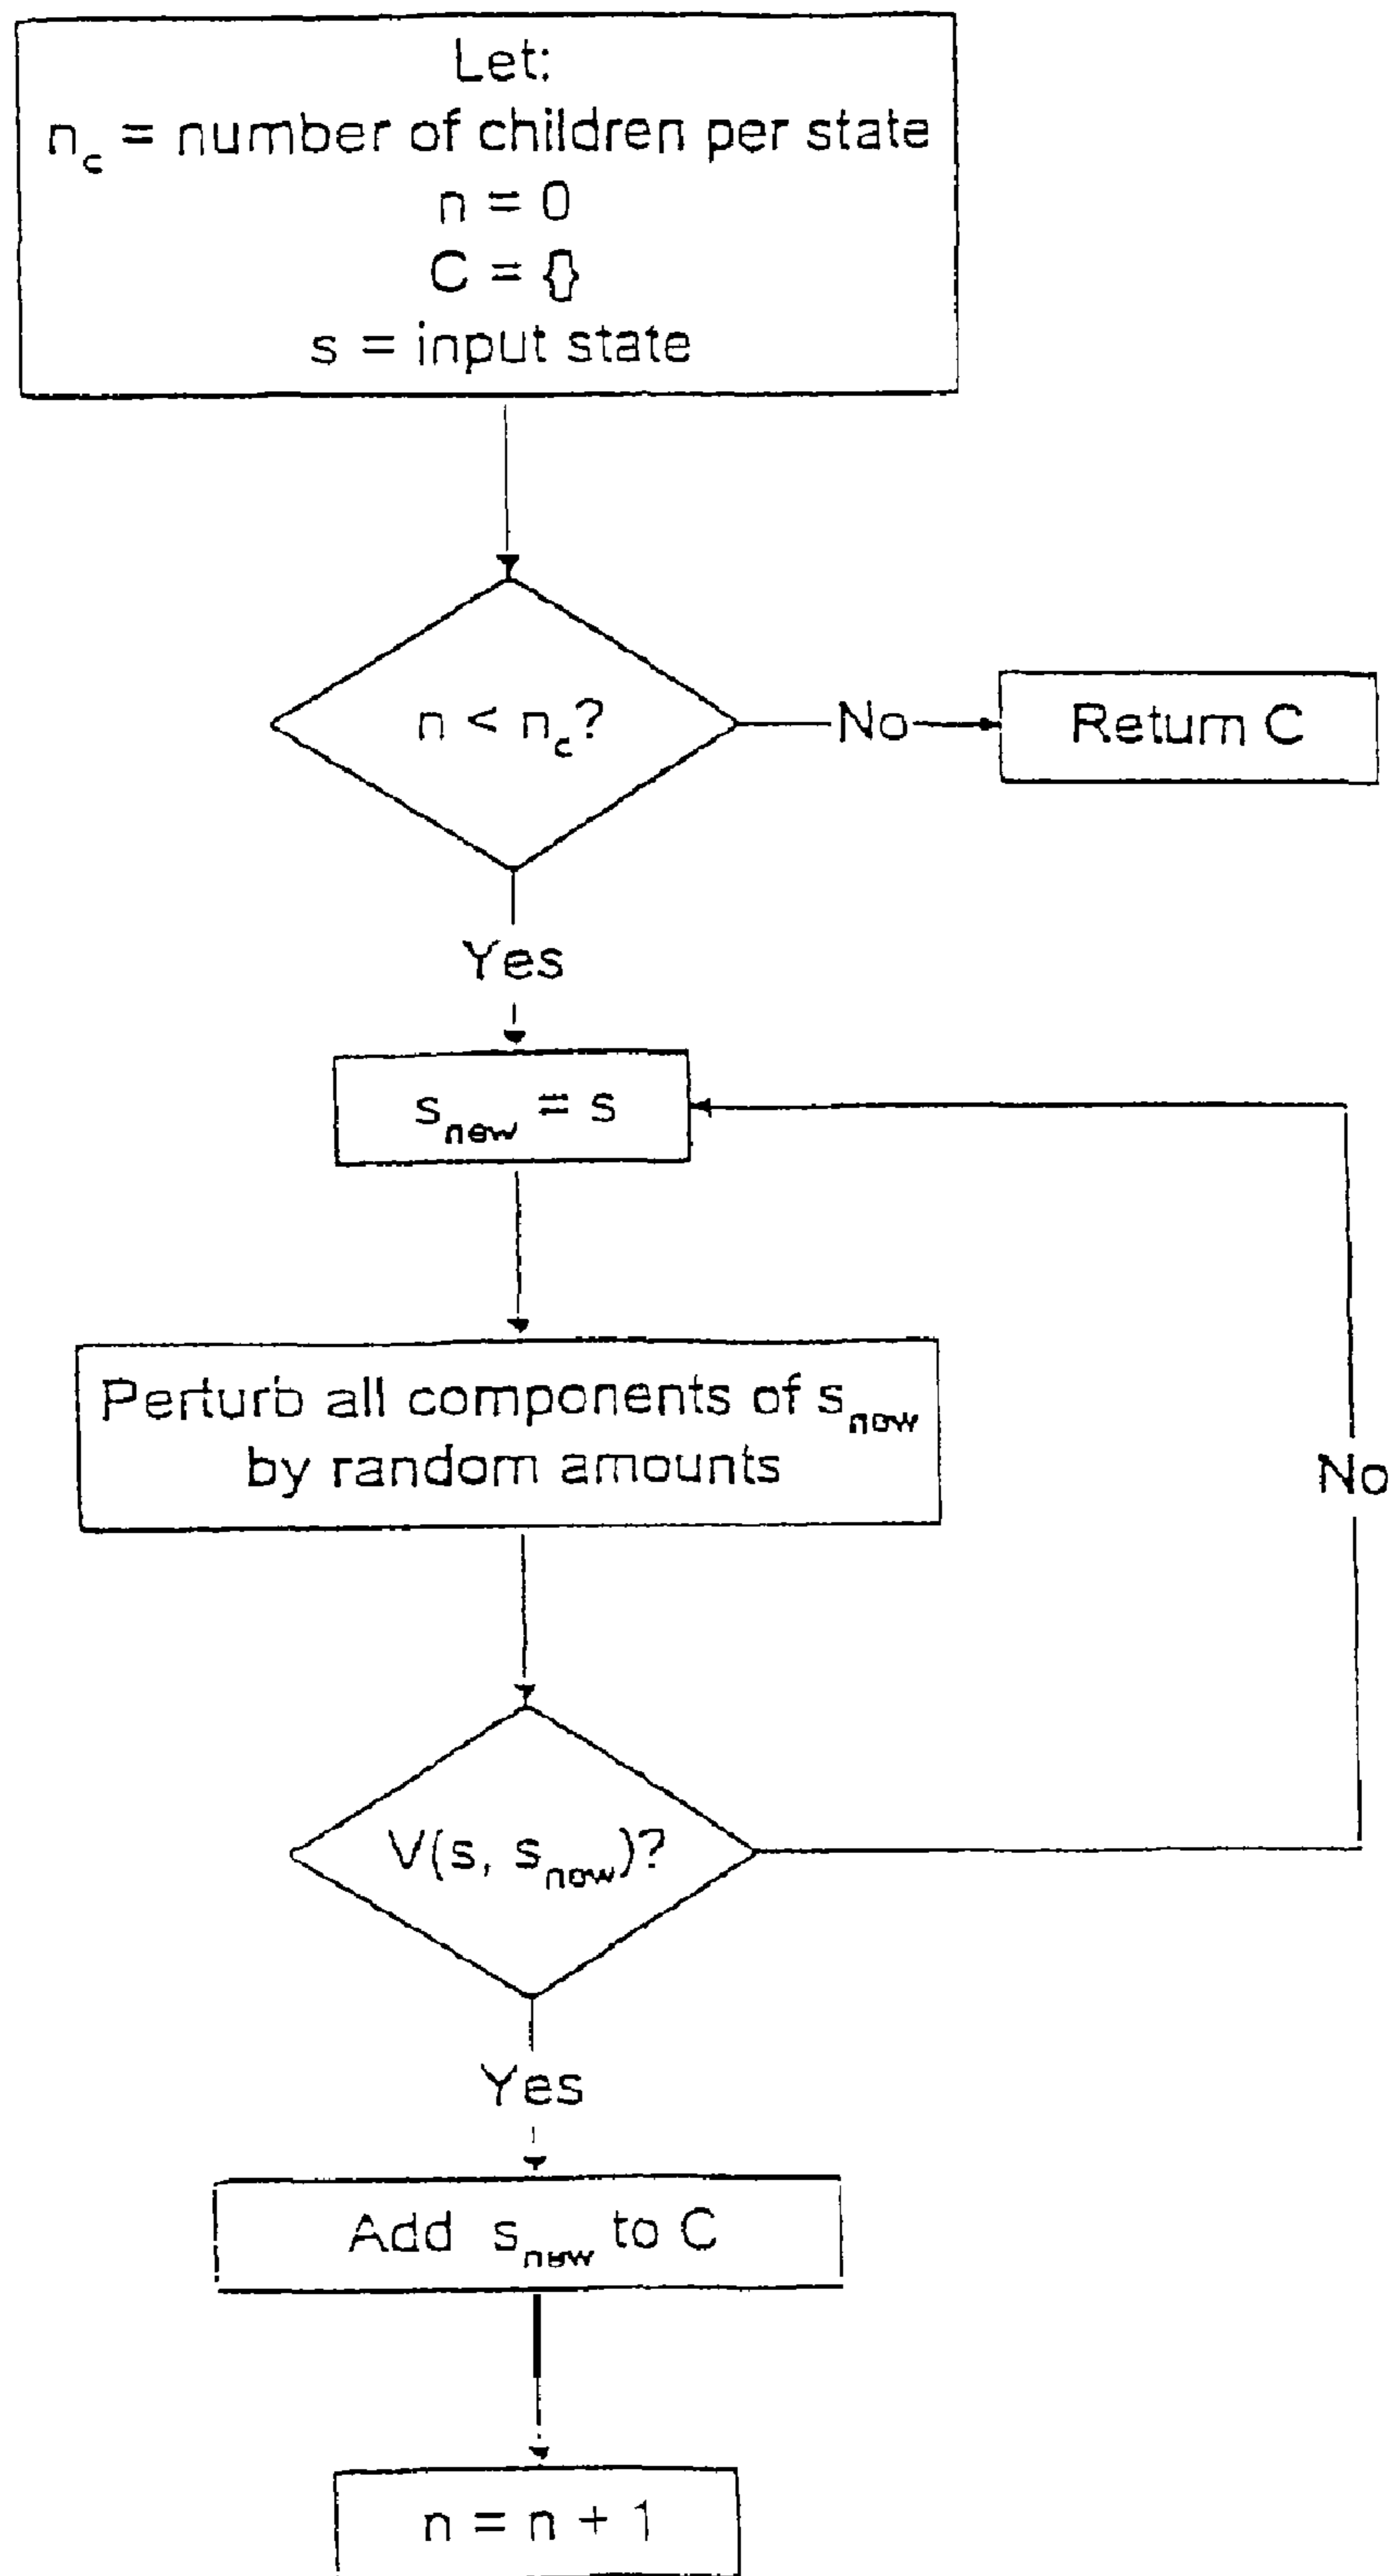 Let:
n_c = number of children per state
n = 0
C = {}
s = input state
n < n_c?
No
Return C
Yes
s_new = s
Perturb all components of s_new
by random amounts
No
V(s, s_new)?
Yes
Add s_new to C
n = n + 1